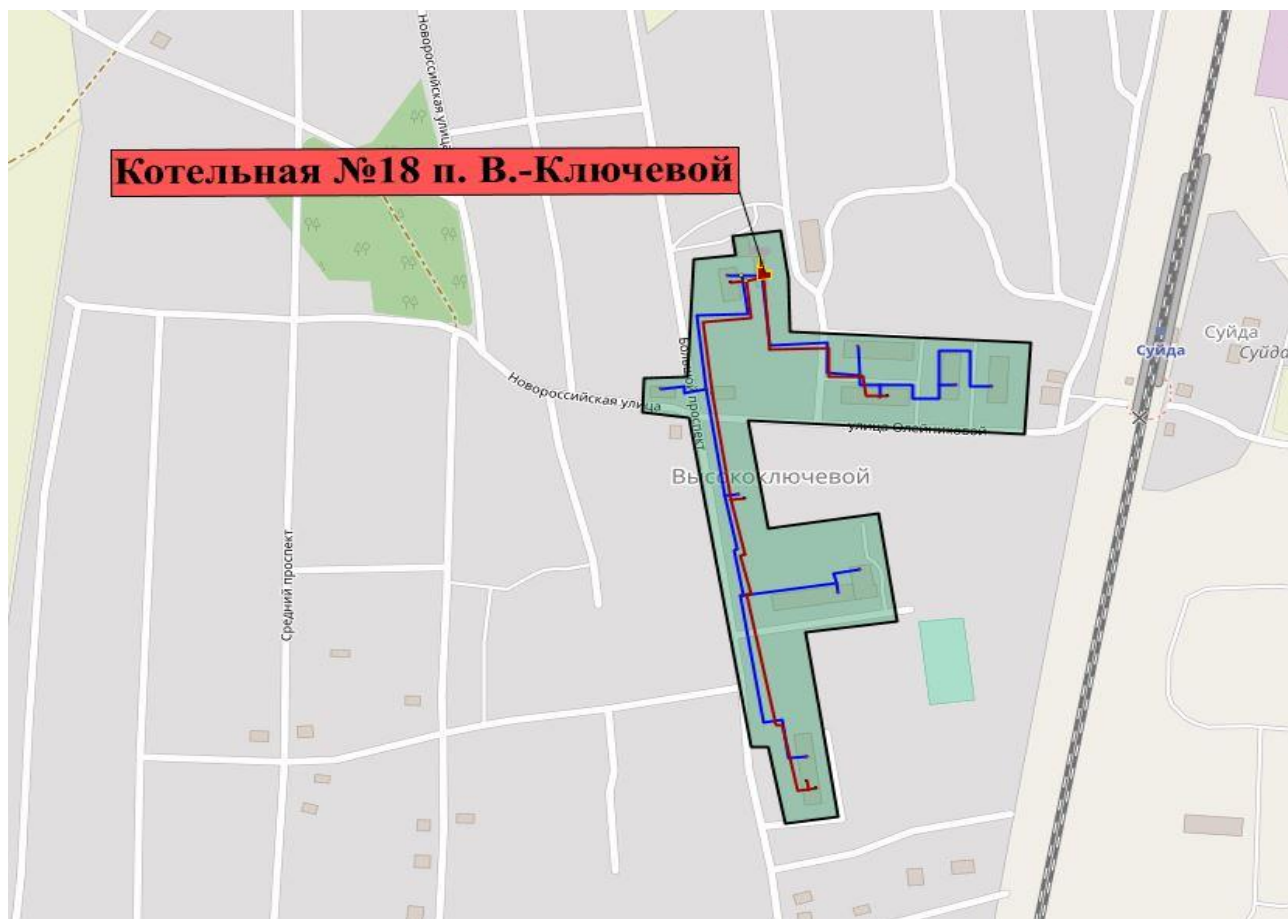 Новороссийская улица
Котельная №18 п. В.-Ключевой
Суйда
Суйда
Суйда
Большой проспект
Новороссийская улица
улица Олейниковой
Высокоключевой
Средний проспект